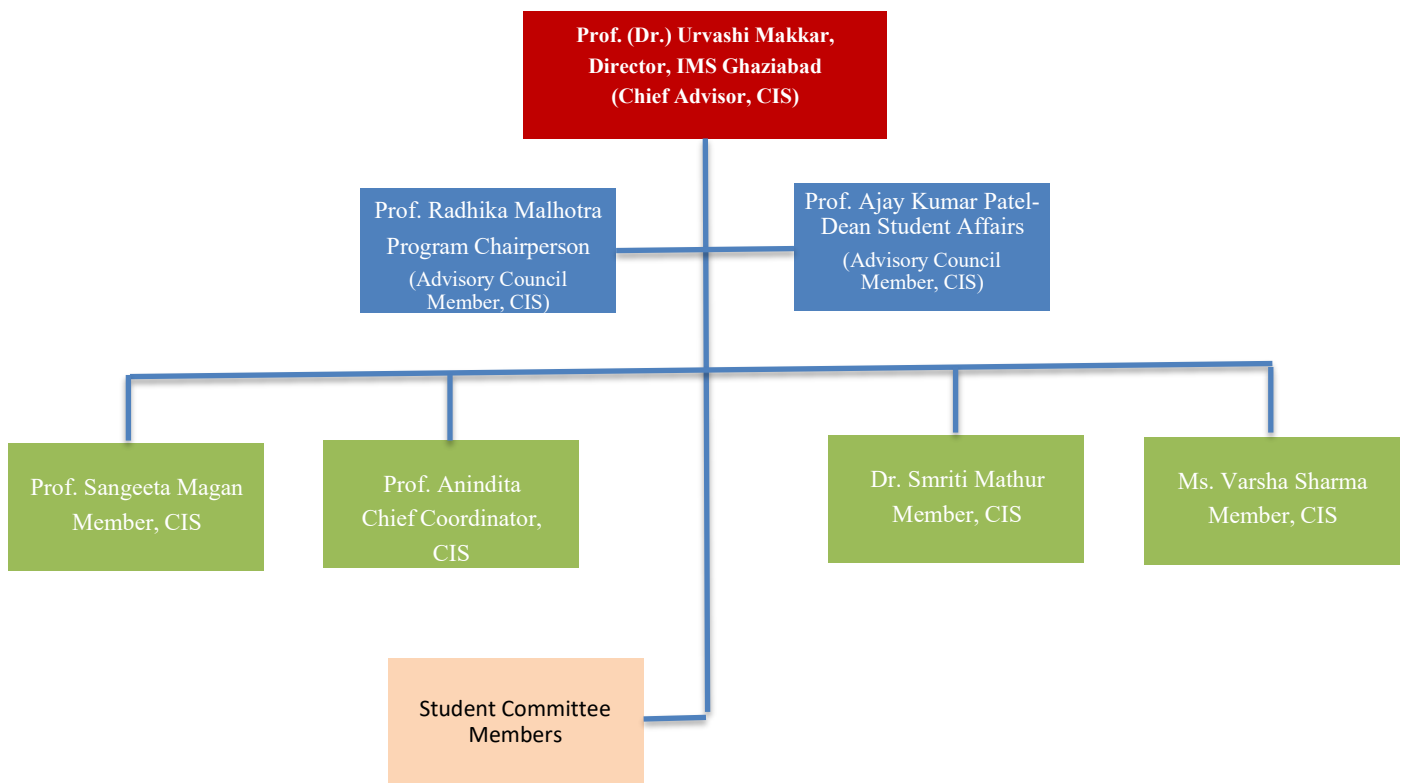 Prof. (Dr.) Urvashi Makkar,
Director, IMS Ghaziabad
(Chief Advisor, CIS)
Prof. Radhika Malhotra
Program Chairperson
(Advisory Council
Member, CIS)
Prof. Ajay Kumar Patel-
Dean Student Affairs
(Advisory Council
Member, CIS)
Prof. Sangeeta Magan
Member, CIS
Prof. Anindita
Chief Coordinator,
CIS
Dr. Smriti Mathur
Member, CIS
Ms. Varsha Sharma
Member, CIS
Student Committee
Members